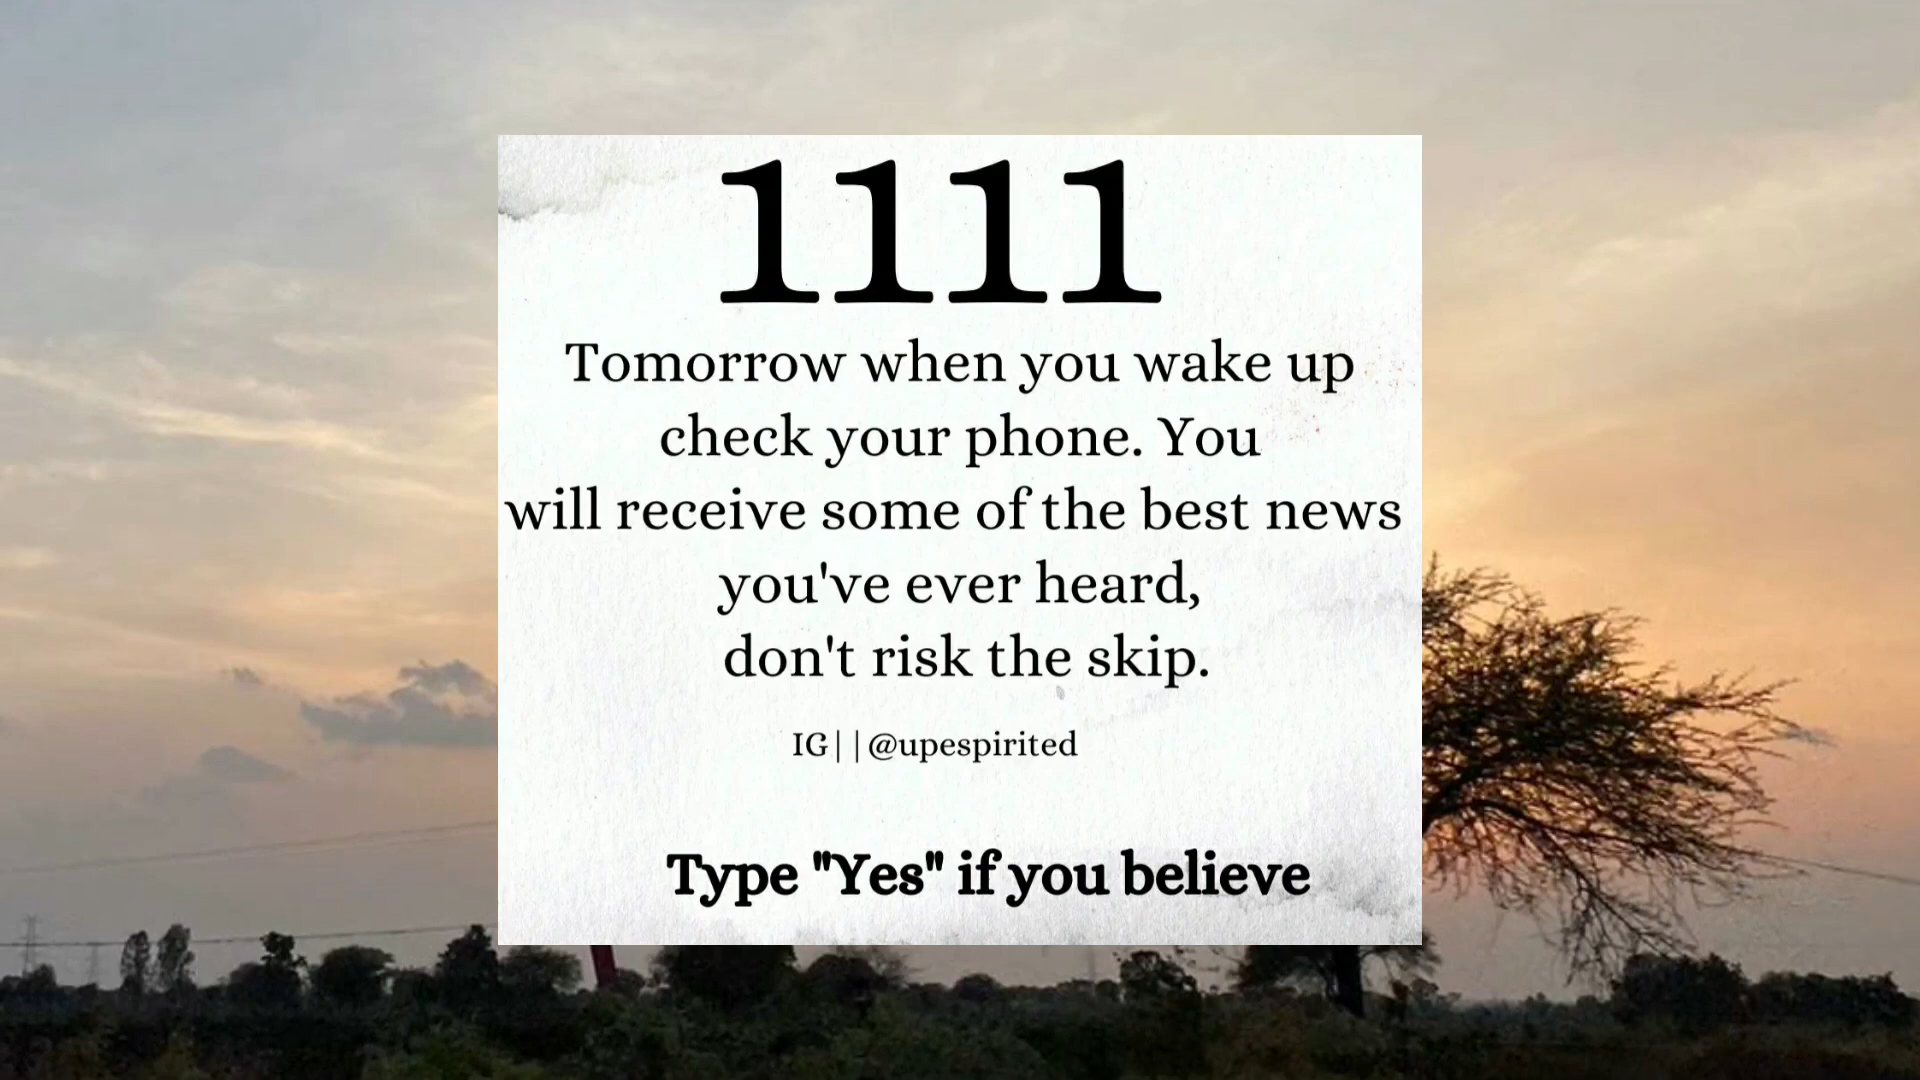 1111
Tomorrow when you wake up
check your phone. You
will receive some of the best news
you've ever heard,
don't risk the skip.
IG||@upespirited
Type "Yes" if you believe